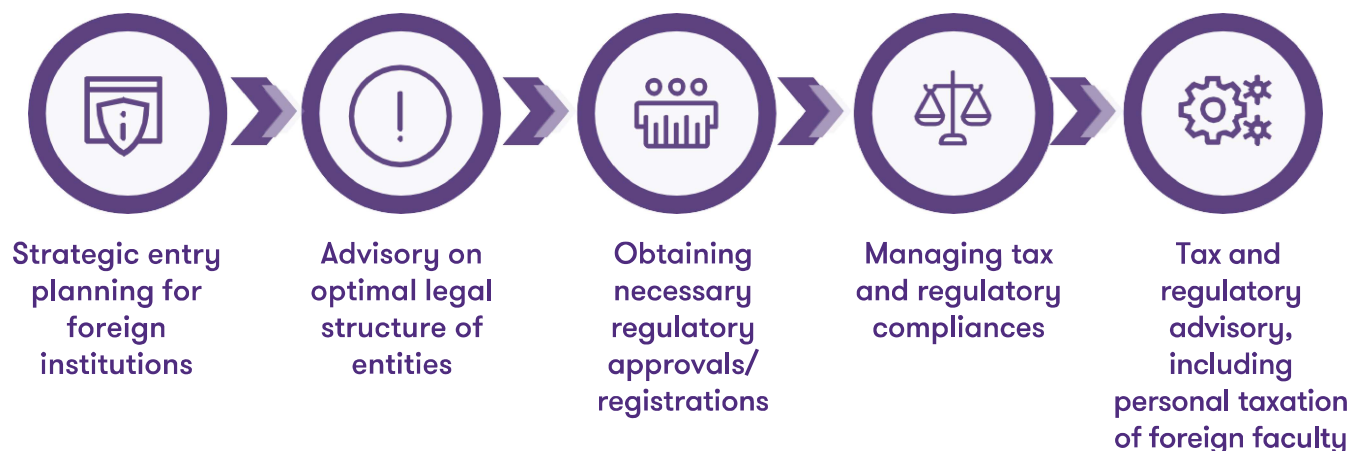 Strategic entry
planning for
foreign
institutions
Advisory on
optimal legal
structure of
entities
Obtaining
necessary
regulatory
approvals/
registrations
Managing tax
and regulatory
compliances
Tax and
regulatory
advisory,
including
personal taxation
of foreign faculty